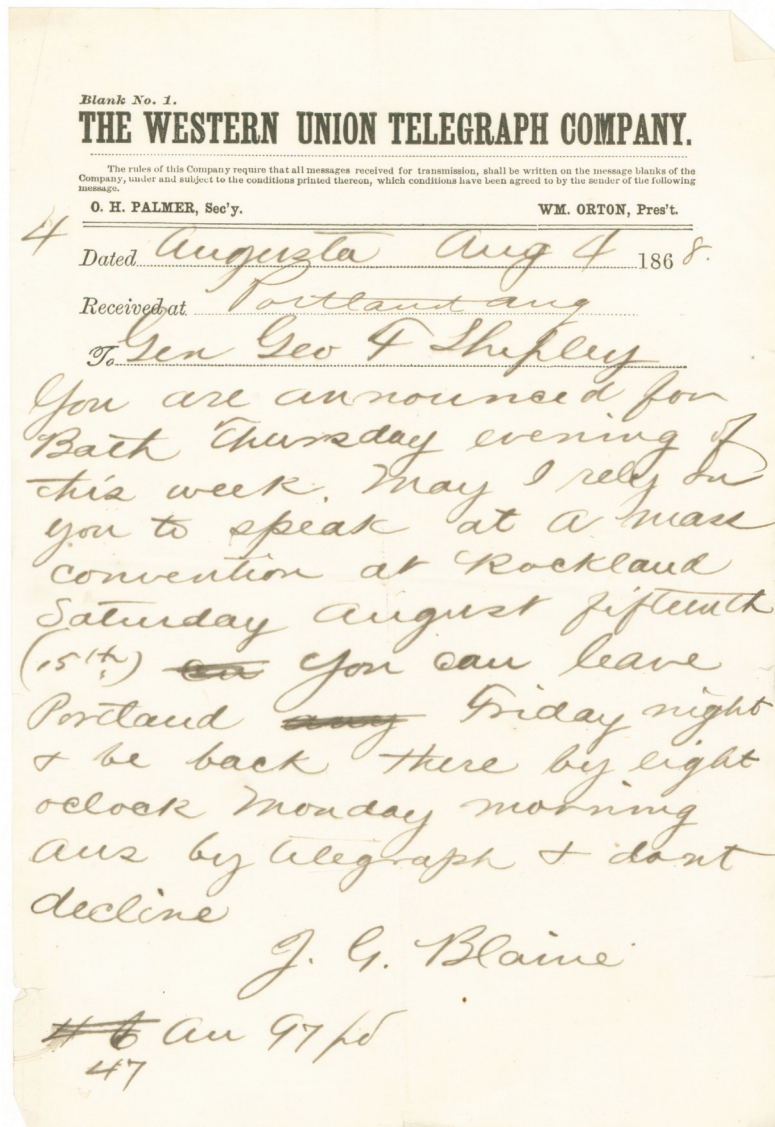 Blank No. 1.
THE WESTERN UNION TELEGRAPH COMPANY.
The rules of this Company require that all messages received for transmission, shall be written on the message blanks of the
Company, under and subject to the conditions printed thereon, which conditions have been agreed to by the sender of the following
message.
O. H. PALMER, Sec'y. WM. ORTON, Pres't.
4
Dated Augusta Aug 4 1868.
Received at Portland Aug
To Gen Geo F Shepley
You are announced for
Bath Thursday evening of
this week. May I rely on
you to speak at a mass
convention at Rockland
Saturday August fifteenth
(15th) can You can leave
Portland any Friday night
& be back there by eight
oclock Monday morning
Ans by telegraph & dont
decline
J. G. Blaine
47